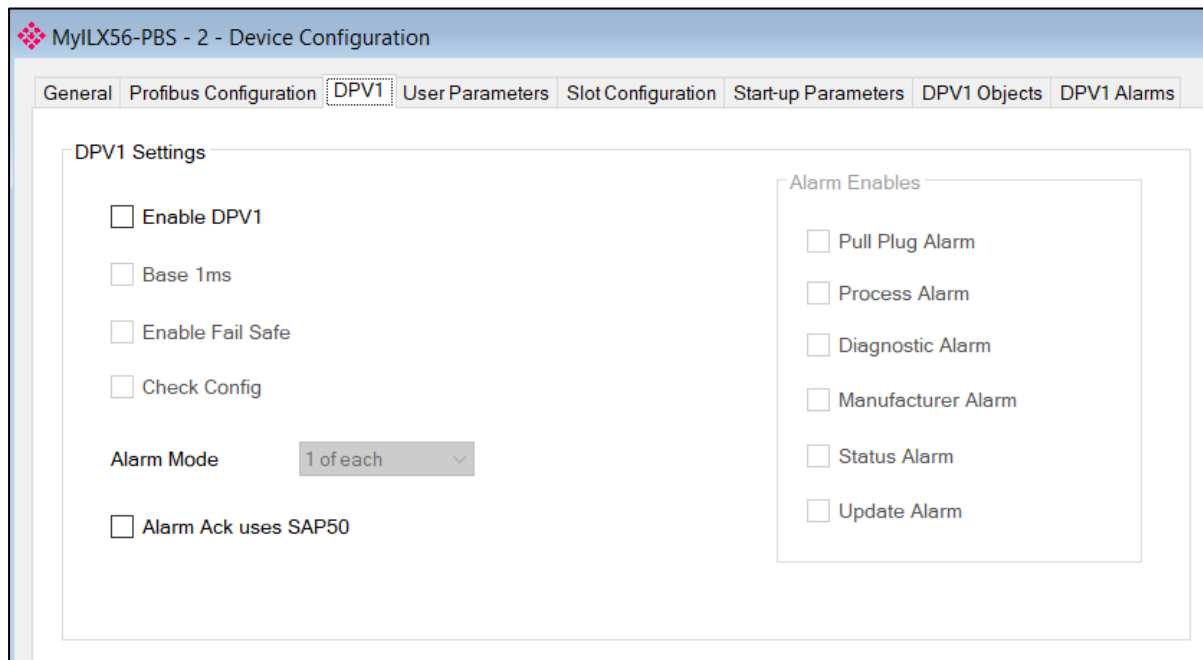 MyILX56-PBS - 2 - Device Configuration
General Profibus Configuration DPV1 User Parameters Slot Configuration Start-up Parameters DPV1 Objects DPV1 Alarms
DPV1 Settings
Enable DPV1
Base 1ms
Enable Fail Safe
Check Config
Alarm Mode 1 of each
Alarm Ack uses SAP50
Alarm Enables
Pull Plug Alarm
Process Alarm
Diagnostic Alarm
Manufacturer Alarm
Status Alarm
Update Alarm